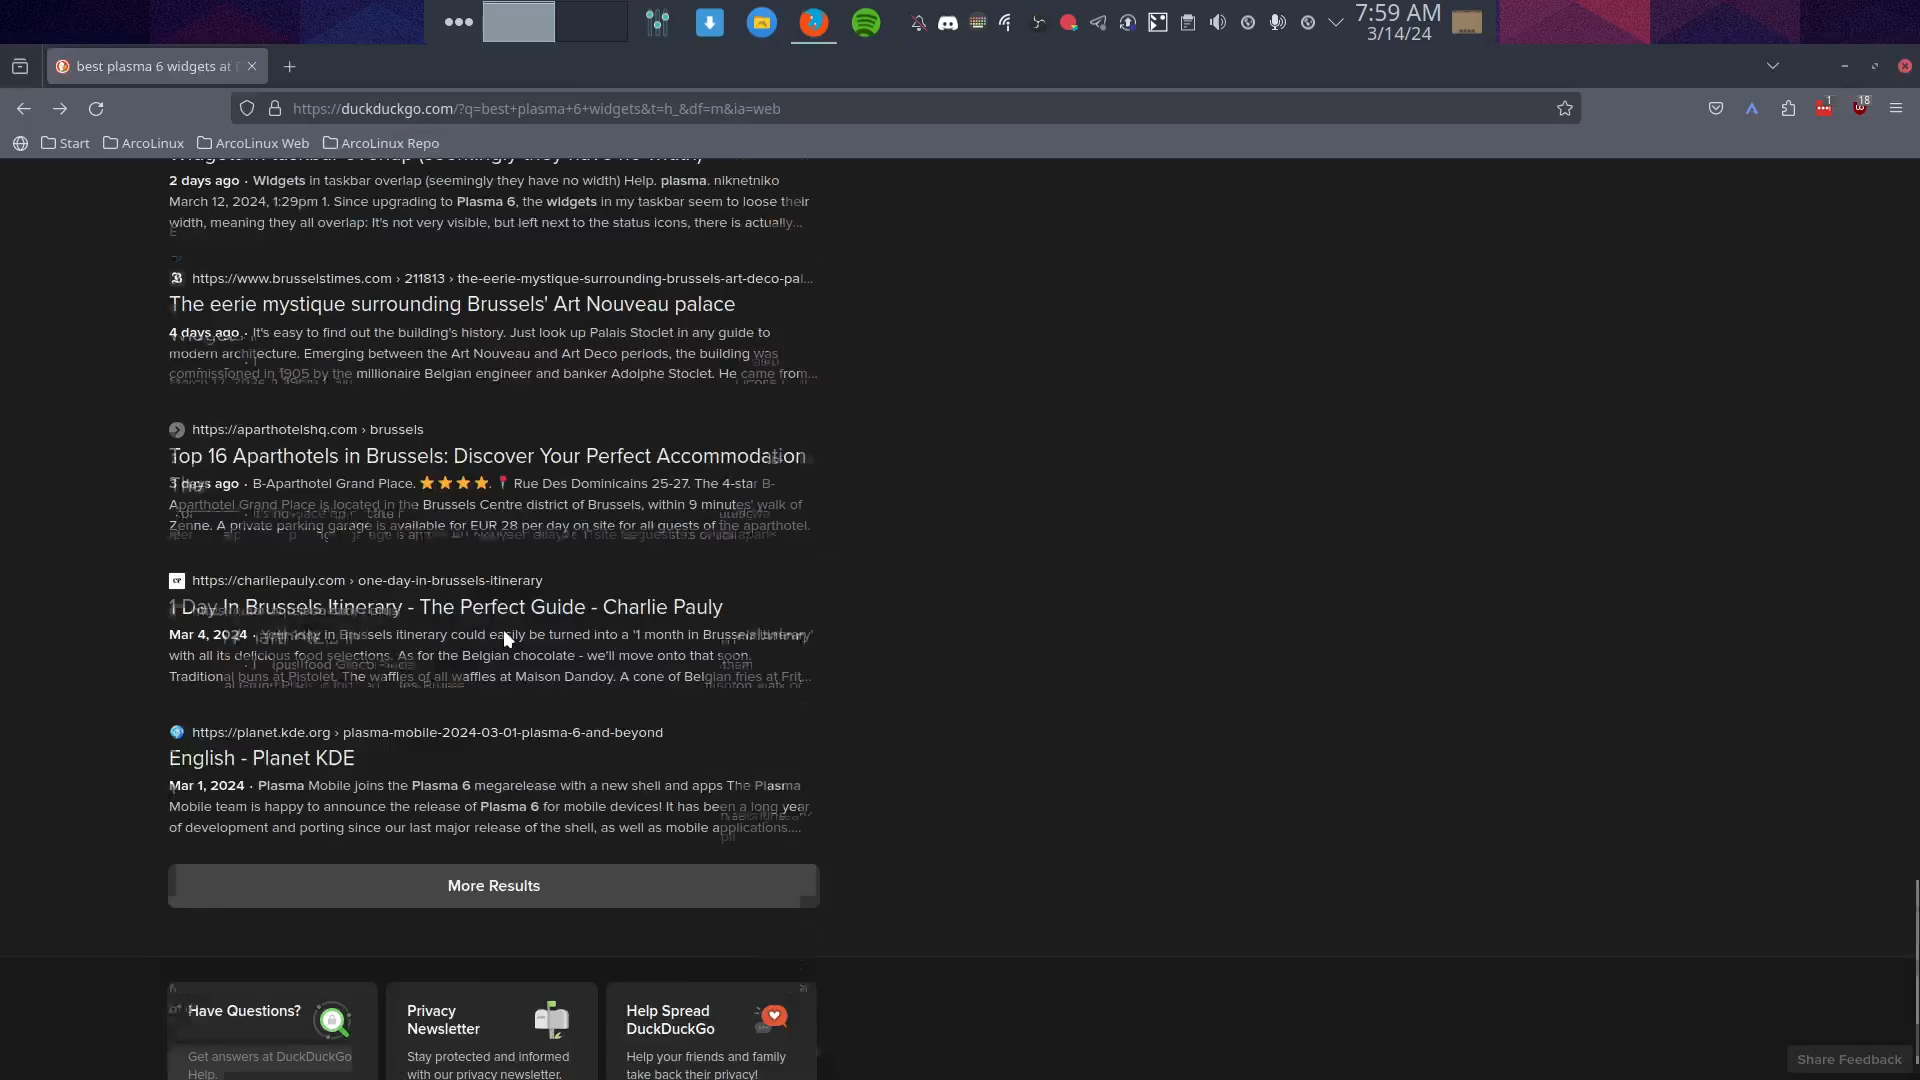 7:59 AM
3/14/24
best plasma 6 widgets at
https://duckduckgo.com/?q=best+plasma+6+widgets&t=h_&df=m&ia=web
1
18
Start
ArcoLinux
ArcoLinux Web
ArcoLinux Repo
Widgets in taskbar overlap (seemingly they have no width)
2 days ago · Widgets in taskbar overlap (seemingly they have no width) Help. plasma. niknetniko
March 12, 2024, 1:29pm 1. Since upgrading to Plasma 6, the widgets in my taskbar seem to loose their
width, meaning they all overlap: It's not very visible, but left next to the status icons, there is actually...
https://www.brusselstimes.com › 211813 › the-eerie-mystique-surrounding-brussels-art-deco-pal...
The eerie mystique surrounding Brussels' Art Nouveau palace
4 days ago · It's easy to find out the building's history. Just look up Palais Stoclet in any guide to
modern architecture. Emerging between the Art Nouveau and Art Deco periods, the building was
commissioned in 1905 by the millionaire Belgian engineer and banker Adolphe Stoclet. He came from...
https://aparthotelshq.com › brussels
Top 16 Aparthotels in Brussels: Discover Your Perfect Accommodation
3 days ago · B-Aparthotel Grand Place. ⭐⭐⭐⭐. 📍 Rue Des Dominicains 25-27. The 4-star B-
Aparthotel Grand Place is located in the Brussels Centre district of Brussels, within 9 minutes' walk of
Zenne. A private parking garage is available for EUR 28 per day on site for all guests of the aparthotel.
https://charliepauly.com › one-day-in-brussels-itinerary
1 Day In Brussels Itinerary - The Perfect Guide - Charlie Pauly
Mar 4, 2024 · Your 1 day in Brussels itinerary could easily be turned into a '1 month in Brussels itinerary'
with all its delicious food selections. As for the Belgian chocolate - we'll move onto that soon.
Traditional buns at Pistolet. The waffles of all waffles at Maison Dandoy. A cone of Belgian fries at Frit...
https://planet.kde.org › plasma-mobile-2024-03-01-plasma-6-and-beyond
English - Planet KDE
Mar 1, 2024 · Plasma Mobile joins the Plasma 6 megarelease with a new shell and apps The Plasma
Mobile team is happy to announce the release of Plasma 6 for mobile devices! It has been a long year
of development and porting since our last major release of the shell, as well as mobile applications....
More Results
Have Questions?
Get answers at DuckDuckGo
Help.
Privacy
Newsletter
Stay protected and informed
with our privacy newsletter.
Help Spread
DuckDuckGo
Help your friends and family
take back their privacy!
Share Feedback